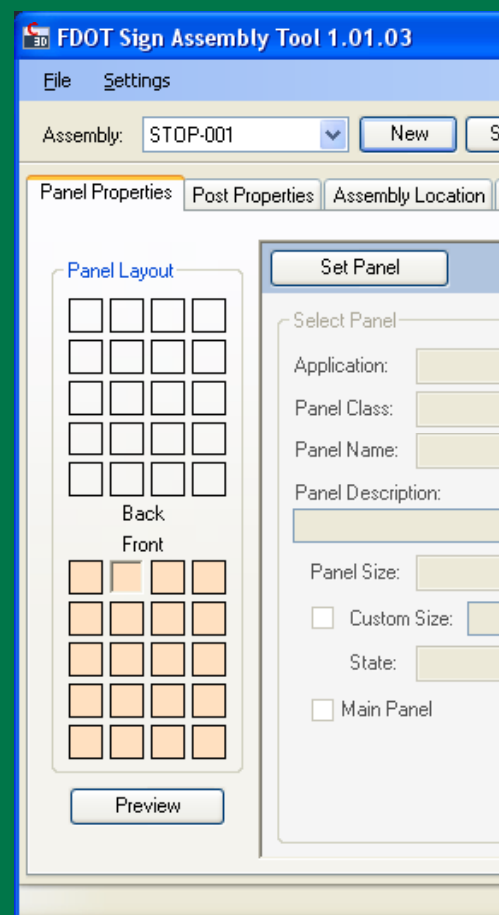 FDOT Sign Assembly Tool 1.01.03
File Settings
Assembly: STOP-001 New S
Panel Properties Post Properties Assembly Location
Panel Layout
Set Panel
Select Panel
Application:
Panel Class:
Panel Name:
Panel Description:
Back
Front
Panel Size:
Custom Size:
State:
Main Panel
Preview